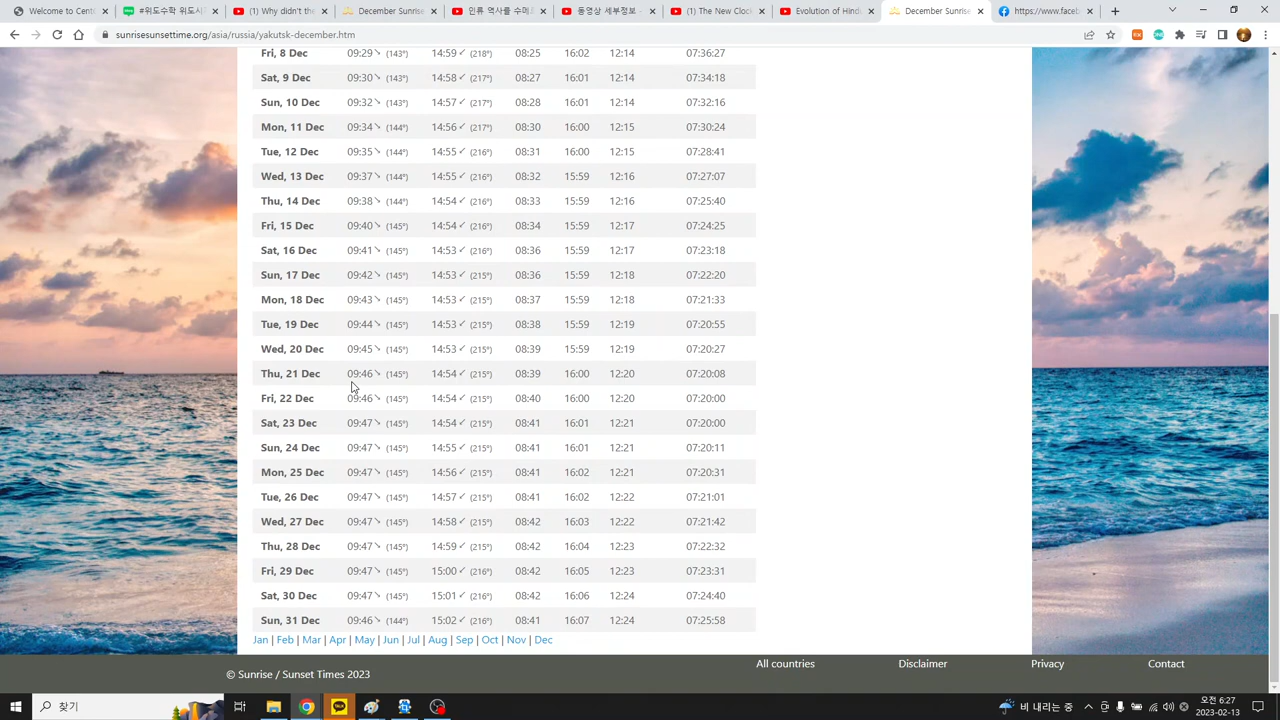 Welcome to Cento
#위도수학 위도시
(1) Why didn't the
December Sunrise
인류 역사를 수메르
동영상 세부정보 -
(1) The New Clock
Evolution of Hindu
December Sunrise
https://www.faceb
sunrisesunsettime.org/asia/russia/yakutsk-december.htm
Fri, 8 Dec 09:29 (143°) 14:59 (218°) 08:25 16:02 12:14 07:36:27
Sat, 9 Dec 09:30 (143°) 14:58 (217°) 08:27 16:01 12:14 07:34:18
Sun, 10 Dec 09:32 (143°) 14:57 (217°) 08:28 16:01 12:14 07:32:16
Mon, 11 Dec 09:34 (144°) 14:56 (217°) 08:30 16:00 12:15 07:30:24
Tue, 12 Dec 09:35 (144°) 14:55 (216°) 08:31 16:00 12:15 07:28:41
Wed, 13 Dec 09:37 (144°) 14:55 (216°) 08:32 15:59 12:16 07:27:07
Thu, 14 Dec 09:38 (144°) 14:54 (216°) 08:33 15:59 12:16 07:25:40
Fri, 15 Dec 09:40 (145°) 14:54 (216°) 08:34 15:59 12:17 07:24:25
Sat, 16 Dec 09:41 (145°) 14:53 (216°) 08:36 15:59 12:17 07:23:18
Sun, 17 Dec 09:42 (145°) 14:53 (215°) 08:36 15:59 12:18 07:22:20
Mon, 18 Dec 09:43 (145°) 14:53 (215°) 08:37 15:59 12:18 07:21:33
Tue, 19 Dec 09:44 (145°) 14:53 (215°) 08:38 15:59 12:19 07:20:55
Wed, 20 Dec 09:45 (145°) 14:53 (215°) 08:39 15:59 12:19 07:20:27
Thu, 21 Dec 09:46 (145°) 14:54 (215°) 08:39 16:00 12:20 07:20:08
Fri, 22 Dec 09:46 (145°) 14:54 (215°) 08:40 16:00 12:20 07:20:00
Sat, 23 Dec 09:47 (145°) 14:54 (215°) 08:41 16:01 12:21 07:20:00
Sun, 24 Dec 09:47 (145°) 14:55 (215°) 08:41 16:01 12:21 07:20:11
Mon, 25 Dec 09:47 (145°) 14:56 (215°) 08:41 16:02 12:21 07:20:31
Tue, 26 Dec 09:47 (145°) 14:57 (215°) 08:41 16:02 12:22 07:21:01
Wed, 27 Dec 09:47 (145°) 14:58 (215°) 08:42 16:03 12:22 07:21:42
Thu, 28 Dec 09:47 (145°) 14:59 (215°) 08:42 16:04 12:23 07:22:32
Fri, 29 Dec 09:47 (145°) 15:00 (216°) 08:42 16:05 12:23 07:23:31
Sat, 30 Dec 09:47 (145°) 15:01 (216°) 08:42 16:06 12:24 07:24:40
Sun, 31 Dec 09:46 (144°) 15:02 (216°) 08:41 16:07 12:24 07:25:58
Jan | Feb | Mar | Apr | May | Jun | Jul | Aug | Sep | Oct | Nov | Dec
All countries Disclaimer Privacy Contact
© Sunrise / Sunset Times 2023
찾기
비 내리는 중
오전 6:27
2023-02-13